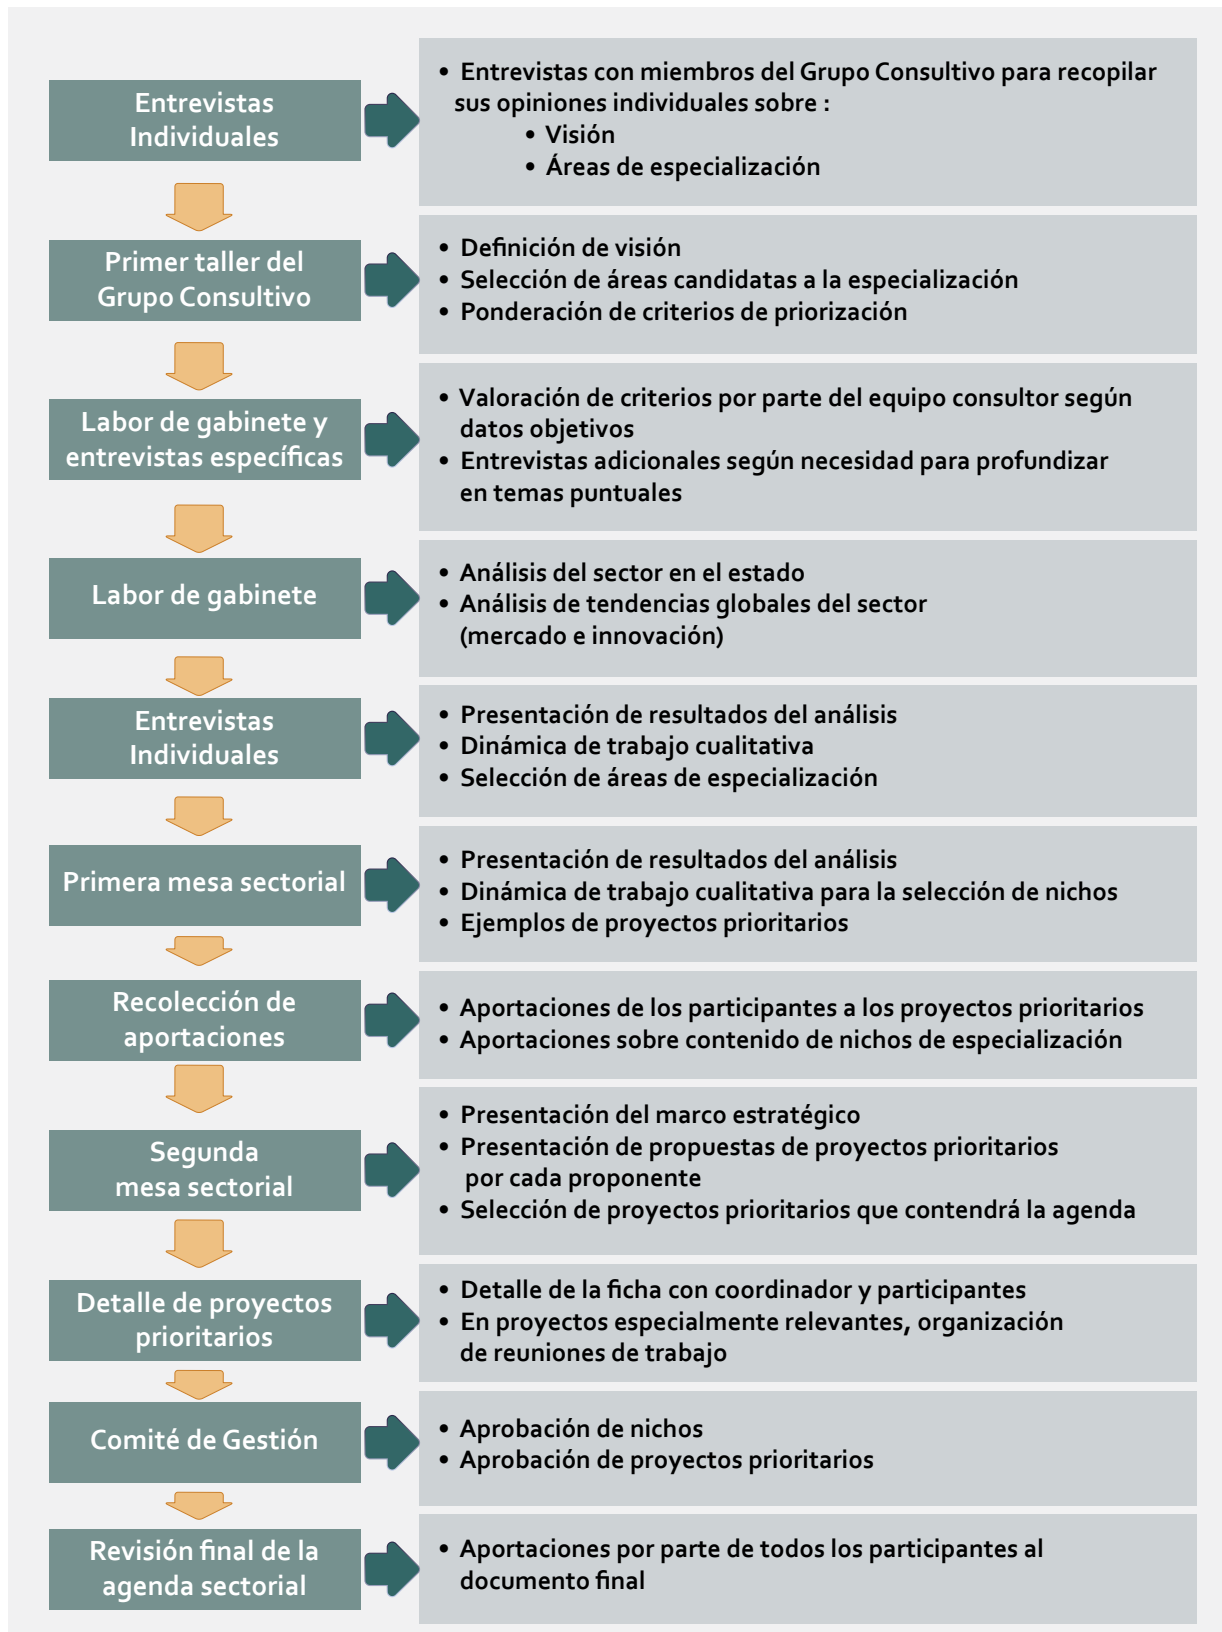 Entrevistas
Individuales
• Entrevistas con miembros del Grupo Consultivo para recopilar
sus opiniones individuales sobre :
• Visión
• Áreas de especialización
Primer taller del
Grupo Consultivo
• Definición de visión
• Selección de áreas candidatas a la especialización
• Ponderación de criterios de priorización
Labor de gabinete y
entrevistas específicas
• Valoración de criterios por parte del equipo consultor según
datos objetivos
• Entrevistas adicionales según necesidad para profundizar
en temas puntuales
Labor de gabinete
• Análisis del sector en el estado
• Análisis de tendencias globales del sector
(mercado e innovación)
Entrevistas
Individuales
• Presentación de resultados del análisis
• Dinámica de trabajo cualitativa
• Selección de áreas de especialización
Primera mesa sectorial
• Presentación de resultados del análisis
• Dinámica de trabajo cualitativa para la selección de nichos
• Ejemplos de proyectos prioritarios
Recolección de
aportaciones
• Aportaciones de los participantes a los proyectos prioritarios
• Aportaciones sobre contenido de nichos de especialización
Segunda
mesa sectorial
• Presentación del marco estratégico
• Presentación de propuestas de proyectos prioritarios
por cada proponente
• Selección de proyectos prioritarios que contendrá la agenda
Detalle de proyectos
prioritarios
• Detalle de la ficha con coordinador y participantes
• En proyectos especialmente relevantes, organización
de reuniones de trabajo
Comité de Gestión
• Aprobación de nichos
• Aprobación de proyectos prioritarios
Revisión final de la
agenda sectorial
• Aportaciones por parte de todos los participantes al
documento final